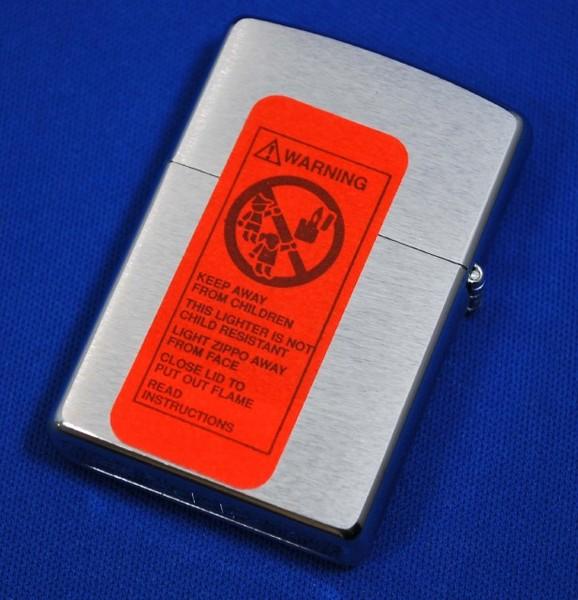 WARNING
KEEP AWAY
FROM CHILDREN
THIS LIGHTER IS NOT
CHILD RESISTANT
LIGHT ZIPPO AWAY
FROM FACE
CLOSE LID TO
PUT OUT FLAME
READ
INSTRUCTIONS